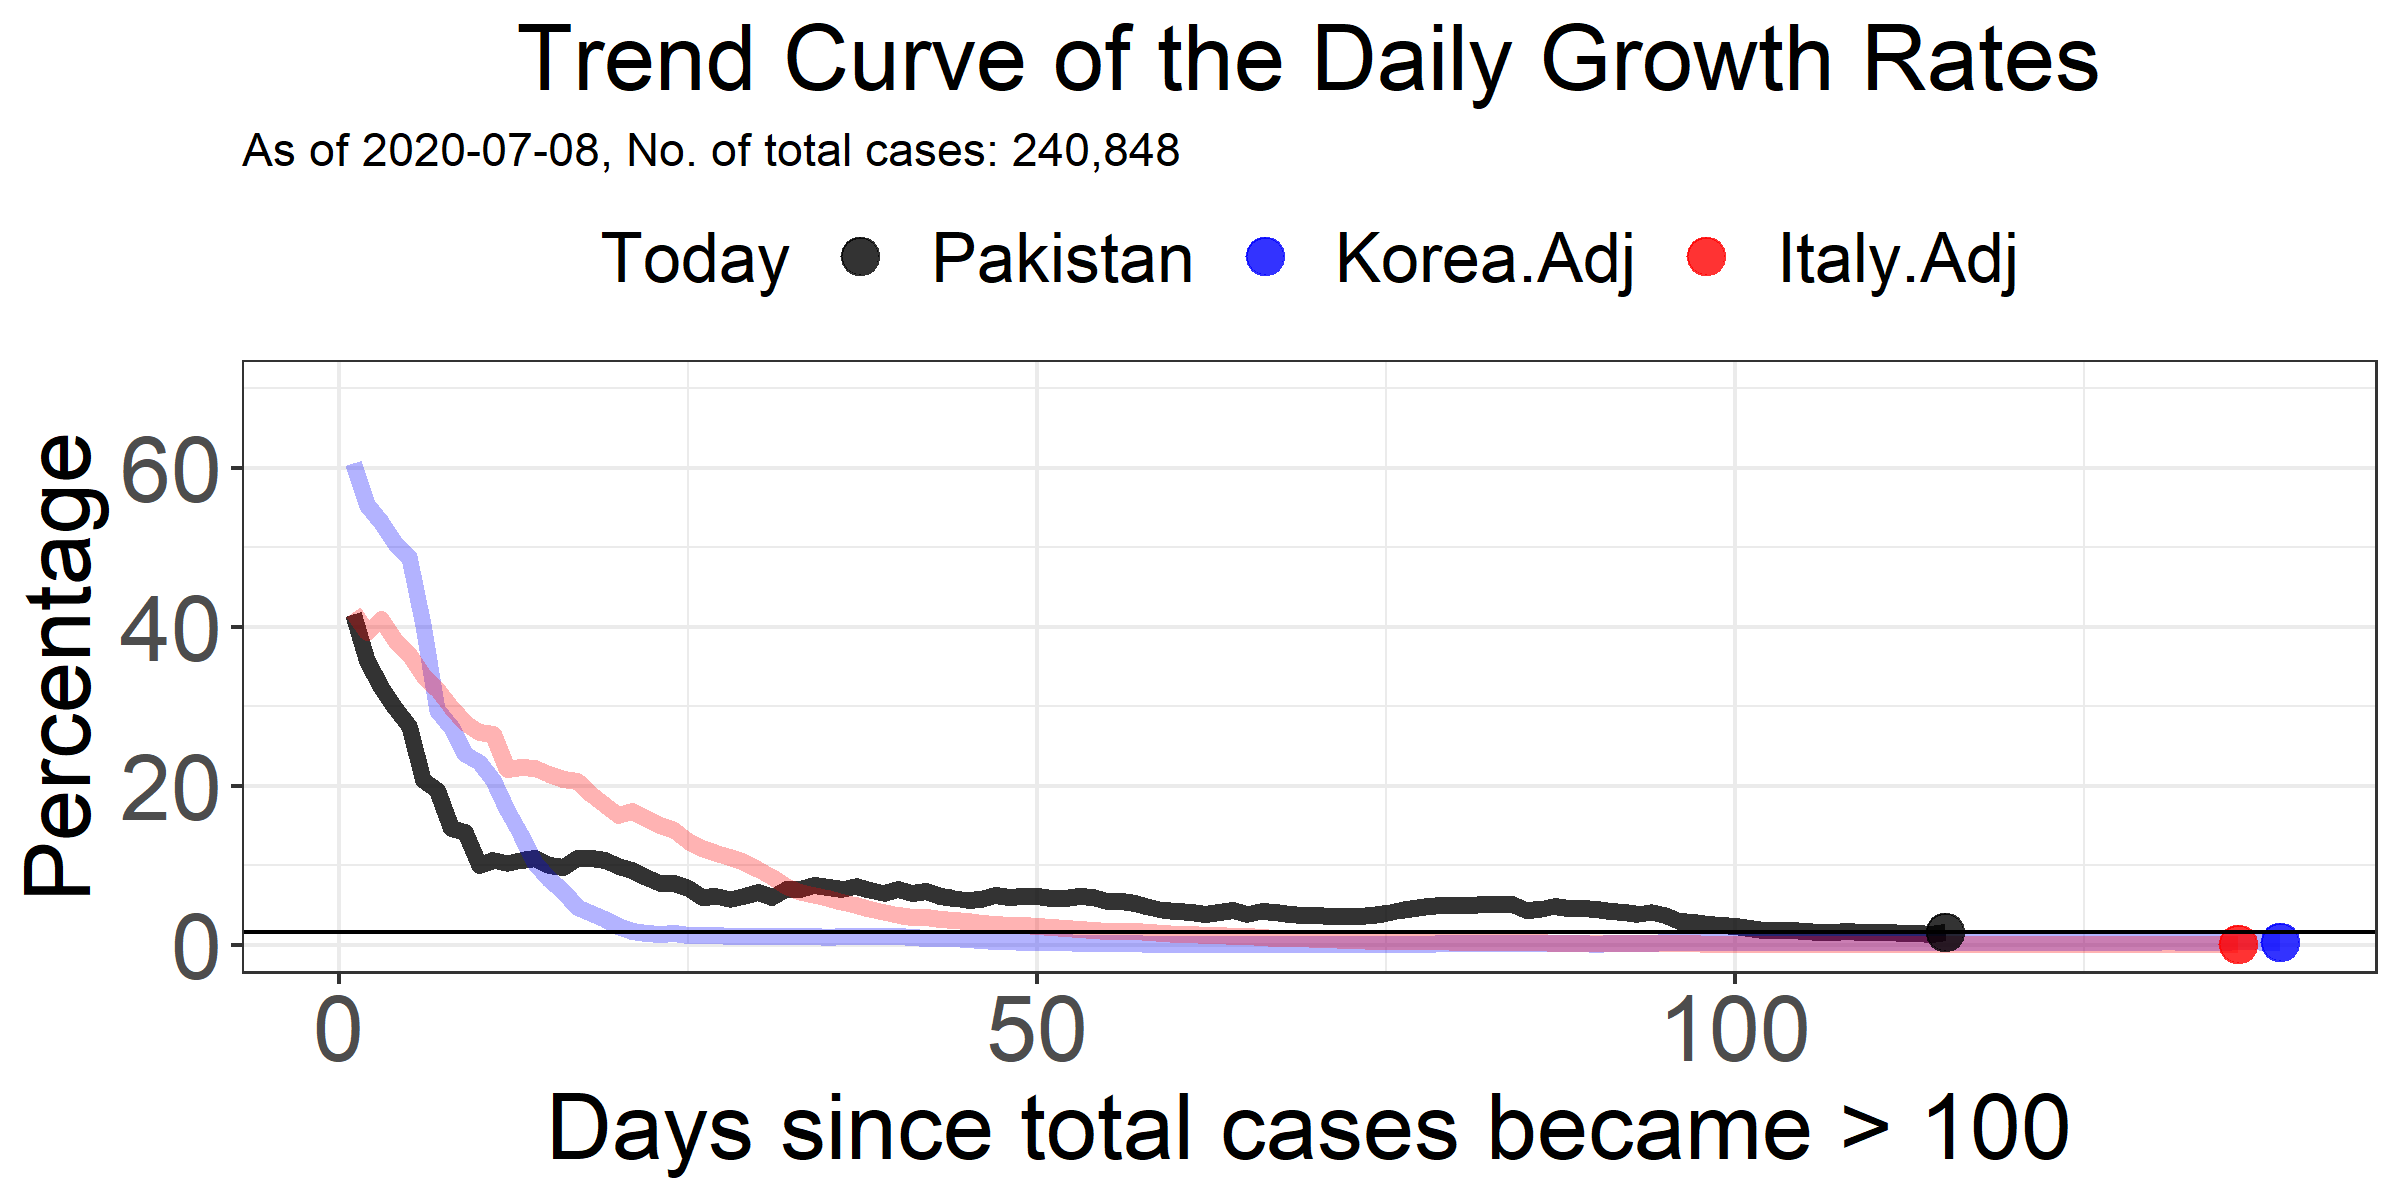 Trend Curve of the Daily Growth Rates
As of 2020-07-08, No. of total cases: 240,848
Today Pakistan Korea.Adj Italy.Adj
Percentage
60
40
20
0
0 50 100
Days since total cases became > 100